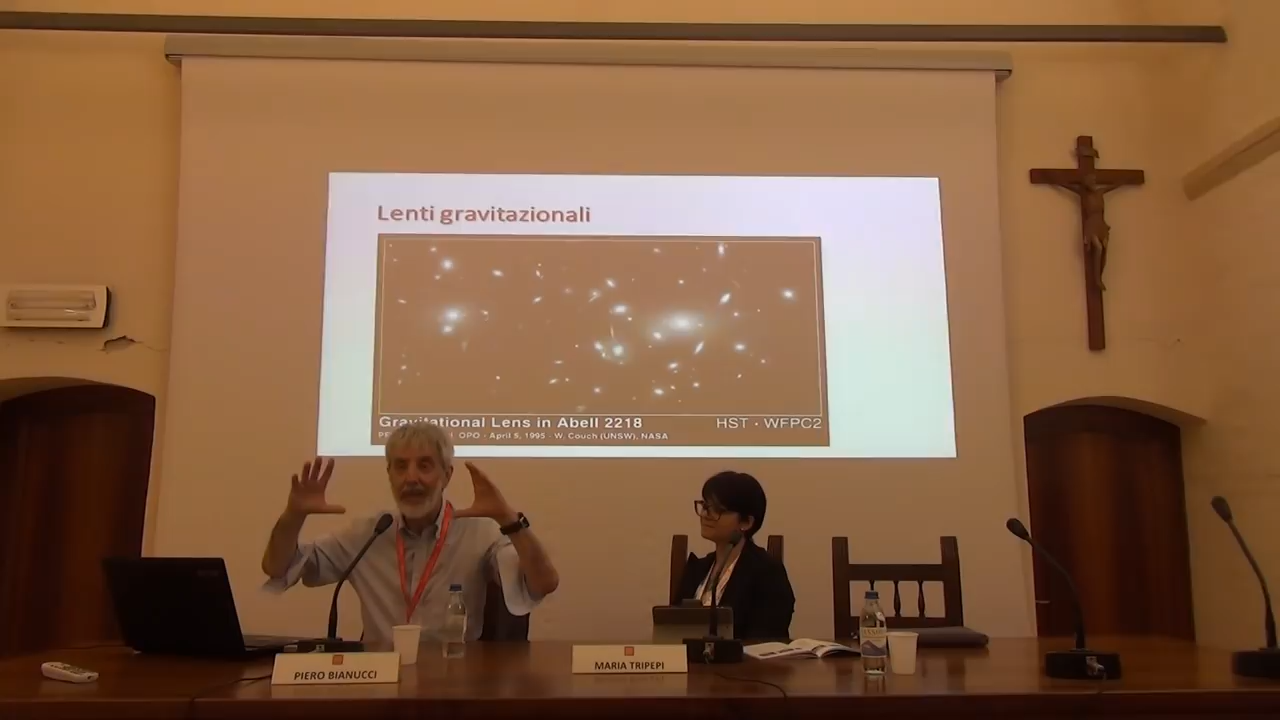 Lenti gravitazionali
Gravitational Lens in Abell 2218
HST · WFPC2
OPO · April 5, 1995 · W. Couch (UNSW), NASA
PIERO BIANUCCI
MARIA TRIPEPI